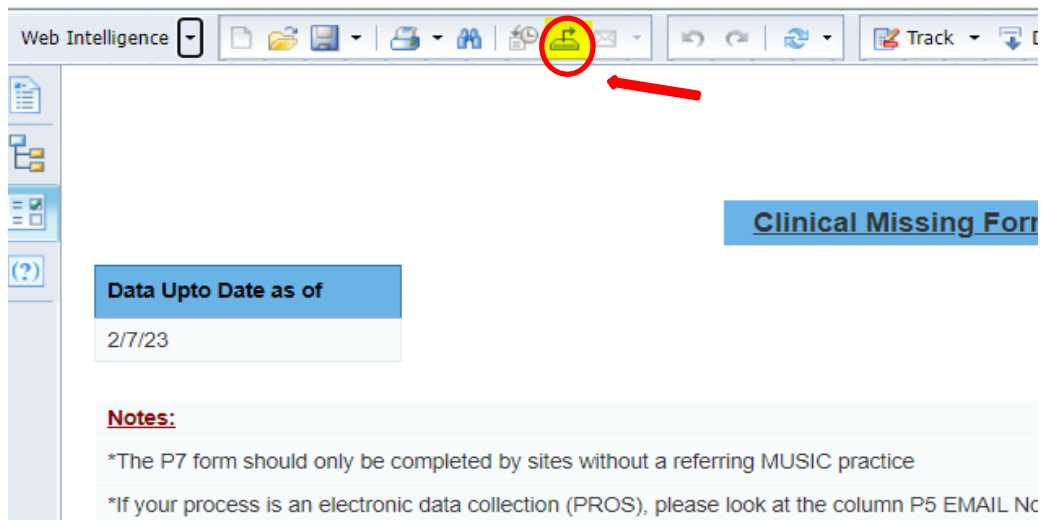 Web Intelligence
Track
Clinical Missing
Data Upto Date as of
2/7/23
Notes:
*The P7 form should only be completed by sites without a referring MUSIC practice
*If your process is an electronic data collection (PROS), please look at the column P5 EMAIL
(?)